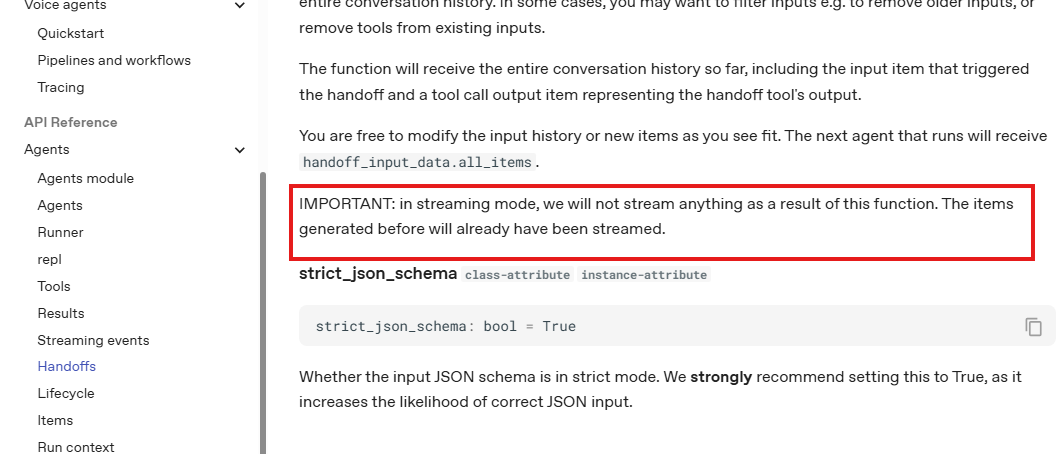 Voice agents
Quickstart
Pipelines and workflows
Tracing
API Reference
Agents
Agents module
Agents
Runner
repl
Tools
Results
Streaming events
Handoffs
Lifecycle
Items
Run context
entire conversation history. In some cases, you may want to filter inputs e.g. to remove older inputs, or
remove tools from existing inputs.
The function will receive the entire conversation history so far, including the input item that triggered
the handoff and a tool call output item representing the handoff tool's output.
You are free to modify the input history or new items as you see fit. The next agent that runs will receive
handoff_input_data.all_items.
IMPORTANT: in streaming mode, we will not stream anything as a result of this function. The items
generated before will already have been streamed.
strict_json_schema class-attribute instance-attribute
strict_json_schema: bool = True
Whether the input JSON schema is in strict mode. We strongly recommend setting this to True, as it
increases the likelihood of correct JSON input.